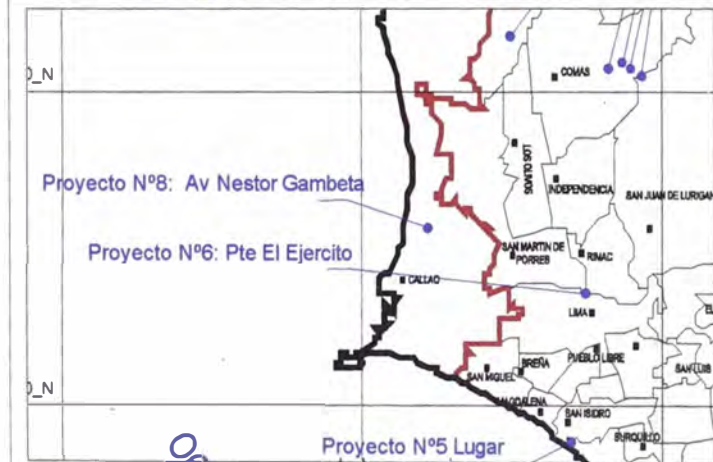 COMAS
_N
LOS OLIVOS
Proyecto Nº8: Av Nestor Gambeta
INDEPENDENCIA
SAN JUAN DE LURIGAN
Proyecto Nº6: Pte El Ejercito
SAN MARTIN DE
PORRES
RIMAC
CALLAO
LIMA
BREÑA
PUEBLO LIBRE
SAN MIGUEL
SAN LUIS
_N
MAGDALENA
SAN ISIDRO
Proyecto Nº5 Lugar
SURQUILLO